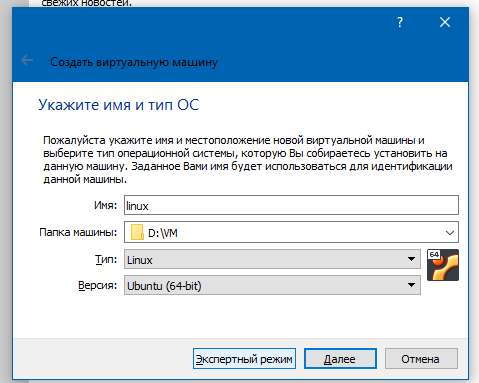 свежих новостей.
?
Создать виртуальную машину
Укажите имя и тип ОС
Пожалуйста укажите имя и местоположение новой виртуальной машины и
выберите тип операционной системы, которую Вы собираетесь установить на
данную машину. Заданное Вами имя будет использоваться для идентификации
данной машины.
Имя: linux
Папка машины: D:\VM
Тип: Linux
64
Версия: Ubuntu (64-bit)
Экспертный режим Далее Отмена